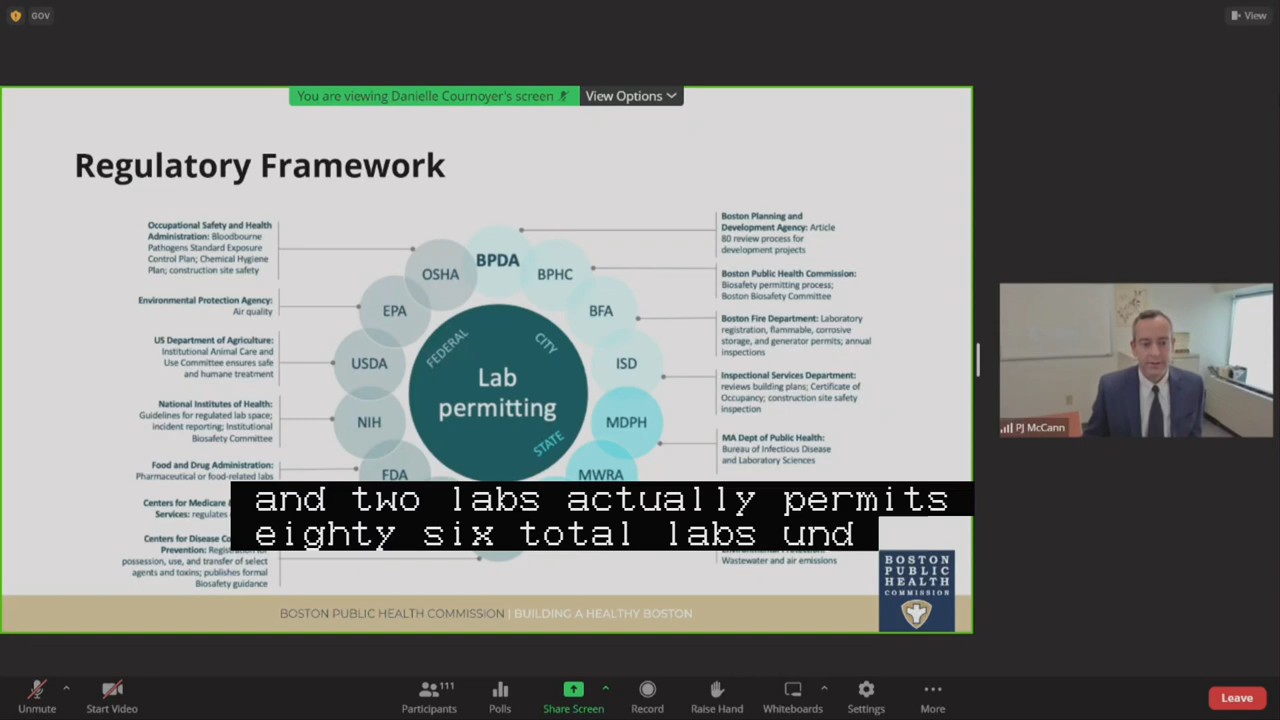 GOV
View
You are viewing Danielle Cournoyer's screen
View Options
Regulatory Framework
Occupational Safety and Health
Administration: Bloodbourne
Pathogens Standard Exposure
Control Plan; Chemical Hygiene
Plan; construction site safety
Environmental Protection Agency:
Air quality
US Department of Agriculture:
Institutional Animal Care and
Use Committee ensures safe
and humane treatment
National Institutes of Health:
Guidelines for regulated lab space;
incident reporting; Institutional
Biosafety Committee
Food and Drug Administration:
Pharmaceutical or food-related labs
Centers for Medicare &
Services: regulates
Centers for Disease Co
Prevention:
possession, use, and transfer of select
agents and toxins; publishes formal
Biosafety guidance
OSHA
BPDA
BPHC
EPA
BFA
USDA
ISD
NIH
MDPH
FDA
MWRA
FEDERAL
CITY
STATE
Lab
permitting
Boston Planning and
Development Agency: Article
80 review process for
development projects
Boston Public Health Commission:
Biosafety permitting process;
Boston Biosafety Committee
Boston Fire Department: Laboratory
registration, flammable, corrosive
storage, and generator permits; annual
inspections
Inspectional Services Department:
reviews building plans; Certificate of
Occupancy; construction site safety
inspection
MA Dept of Public Health:
Bureau of Infectious Disease
and Laboratory Sciences
Wastewater and air emissions
and two labs actually permits
eighty six total labs und
BOSTON
PUBLIC
HEALTH
COMMISSION
BOSTON PUBLIC HEALTH COMMISSION | BUILDING A HEALTHY BOSTON
PJ McCann
Unmute
Start Video
111
Participants
Polls
Share Screen
Record
Raise Hand
Whiteboards
Settings
More
Leave